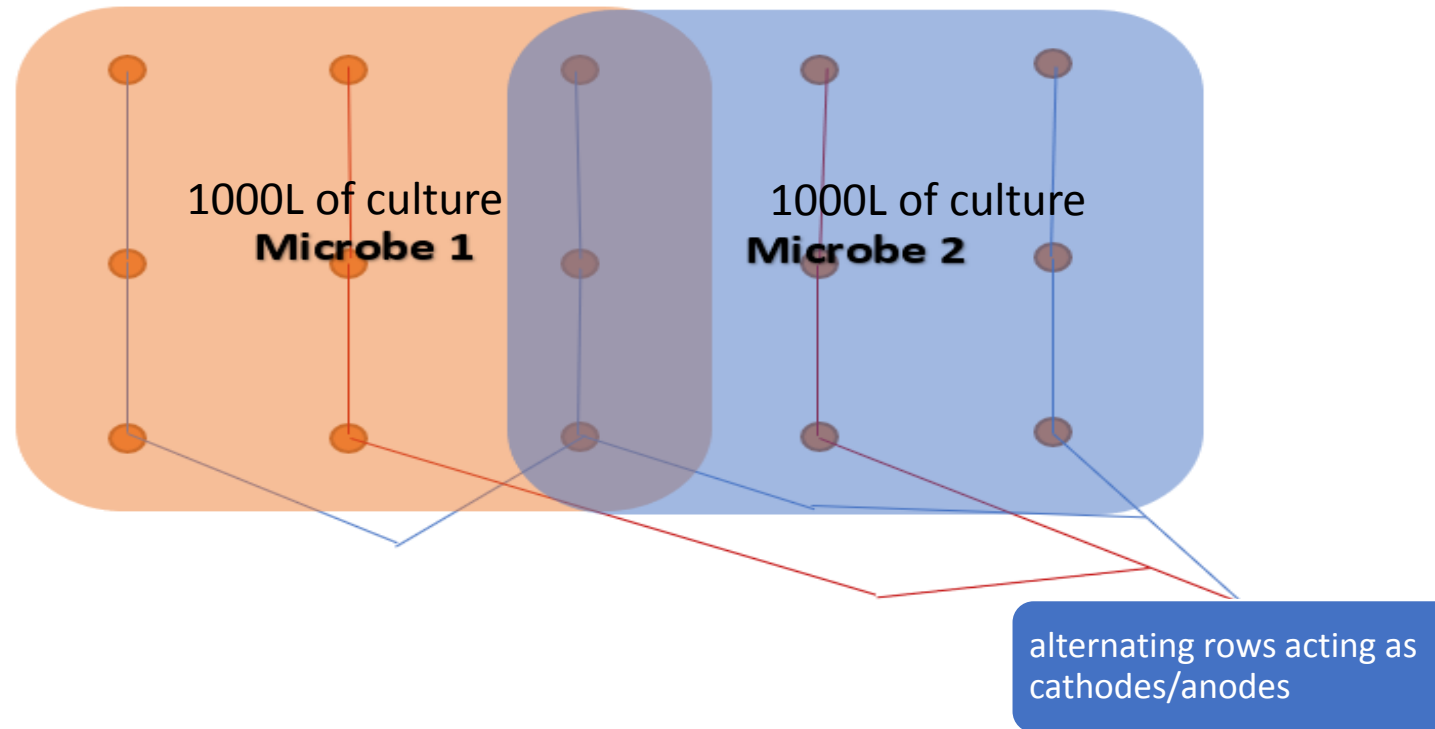 1000L of culture
Microbe 1
1000L of culture
Microbe 2
alternating rows acting as
cathodes/anodes